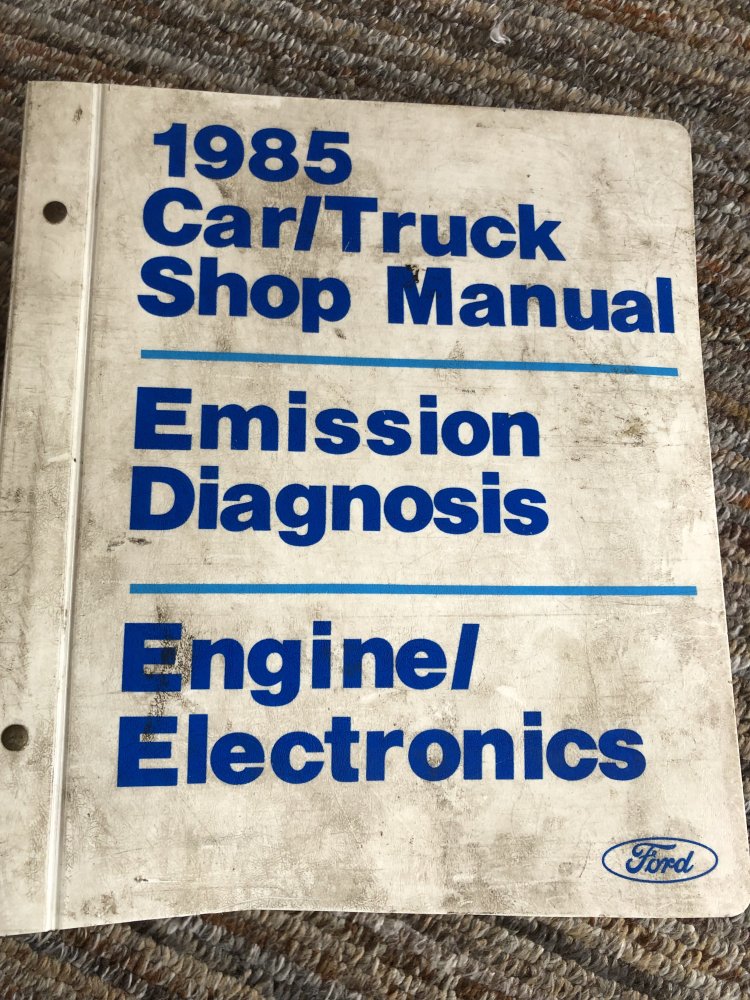 1985
Car/Truck
Shop Manual
Emission
Diagnosis
Engine/
Electronics
Ford